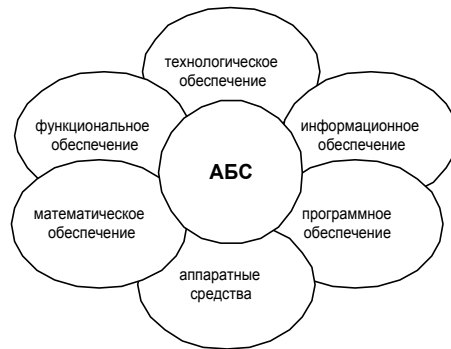 технологическое
обеспечение
функциональное
обеспечение
информационное
обеспечение
АБС
математическое
обеспечение
программное
обеспечение
аппаратные
средства